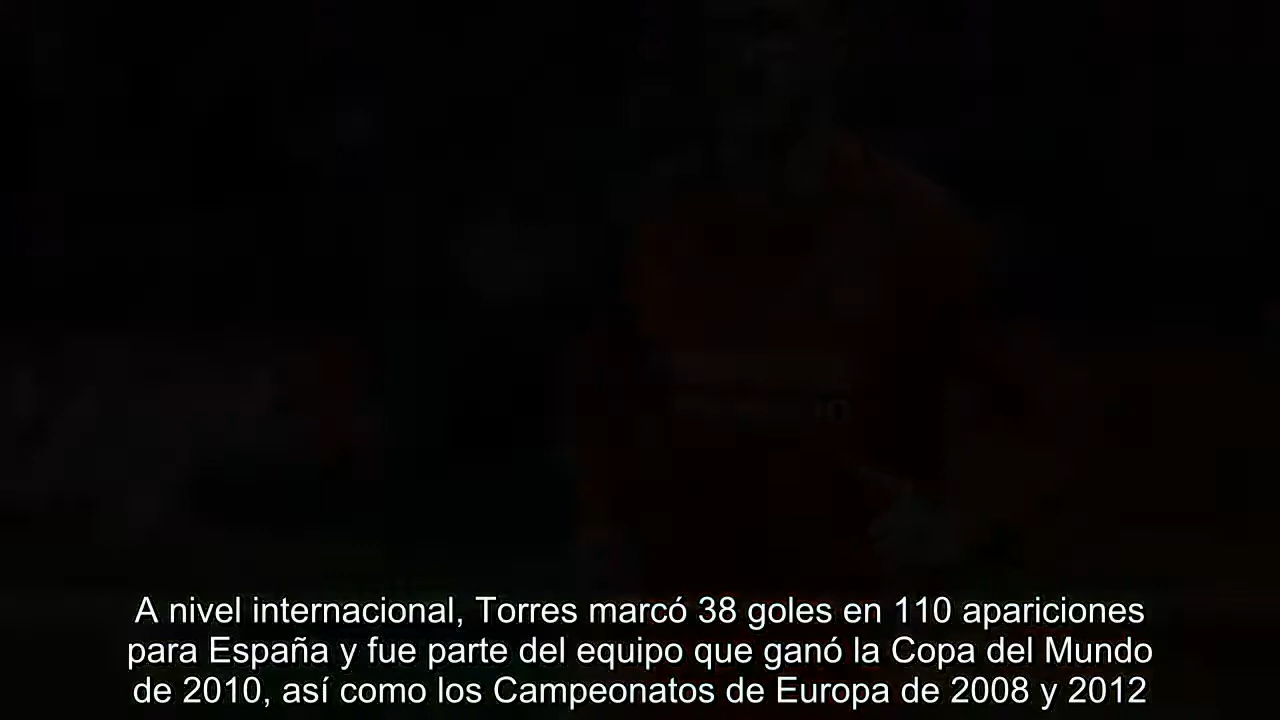 A nivel internacional, Torres marcó 38 goles en 110 apariciones
para España y fue parte del equipo que ganó la Copa del Mundo
de 2010, así como los Campeonatos de Europa de 2008 y 2012